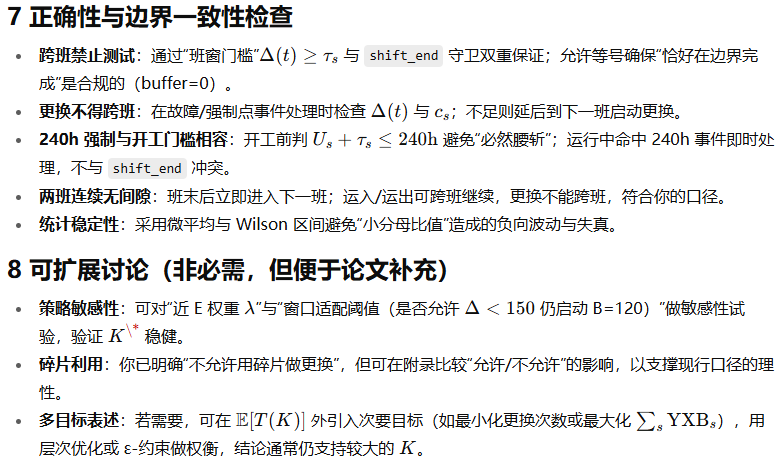 7 正确性与边界一致性检查
• 跨班禁止测试：通过“班窗门槛”Δ(t) ≥ τₛ 与 shift_end 守卫双重保证；允许等号确保“恰好在边界完
成”是合规的（buffer=0）。
• 更换不得跨班：在故障/强制点事件处理时检查 Δ(t) 与 cₛ；不足则延后到下一班启动更换。
• 240h 强制与开工门槛相容：开工前判 Uₛ + τₛ ≤ 240h 避免“必然腰斩”；运行中命中 240h 事件即时处
理，不与 shift_end 冲突。
• 两班连续无间隙：班末后立即进入下一班；运入/运出可跨班继续，更换不能跨班，符合你的口径。
• 统计稳定性：采用微平均与 Wilson 区间避免“小分母比值”造成的负向波动与失真。
8 可扩展讨论（非必需，但便于论文补充）
• 策略敏感性：可对“近 E 权重 λ”与“窗口适配阈值（是否允许 Δ < 150 仍启动 B=120）”做敏感性试
验，验证 K\* 稳健。
• 碎片利用：你已明确“不允许用碎片做更换”，但可在附录比较“允许/不允许”的影响，以支撑现行口径的理
性。
• 多目标表述：若需要，可在 𝔼[T(K)] 外引入次要目标（如最小化更换次数或最大化 ∑ₛ YXBₛ），用
层次优化或 ε-约束做权衡，结论通常仍支持较大的 K。